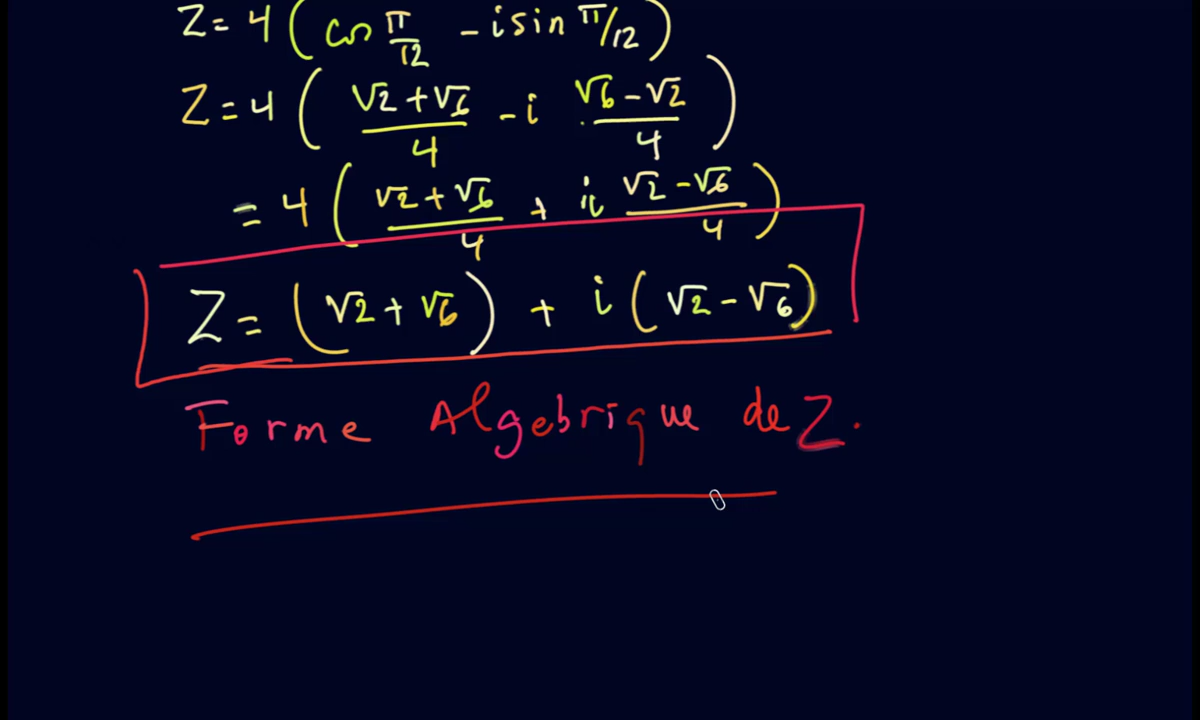 Z = 4 ( cos π/12 - i sin π/12 )
Z = 4 ( (√2 + √6)/4 - i (√6 - √2)/4 )
= 4 ( (√2 + √6)/4 + i (√2 - √6)/4 )
Z = (√2 + √6) + i (√2 - √6)
Forme Algebrique de Z.